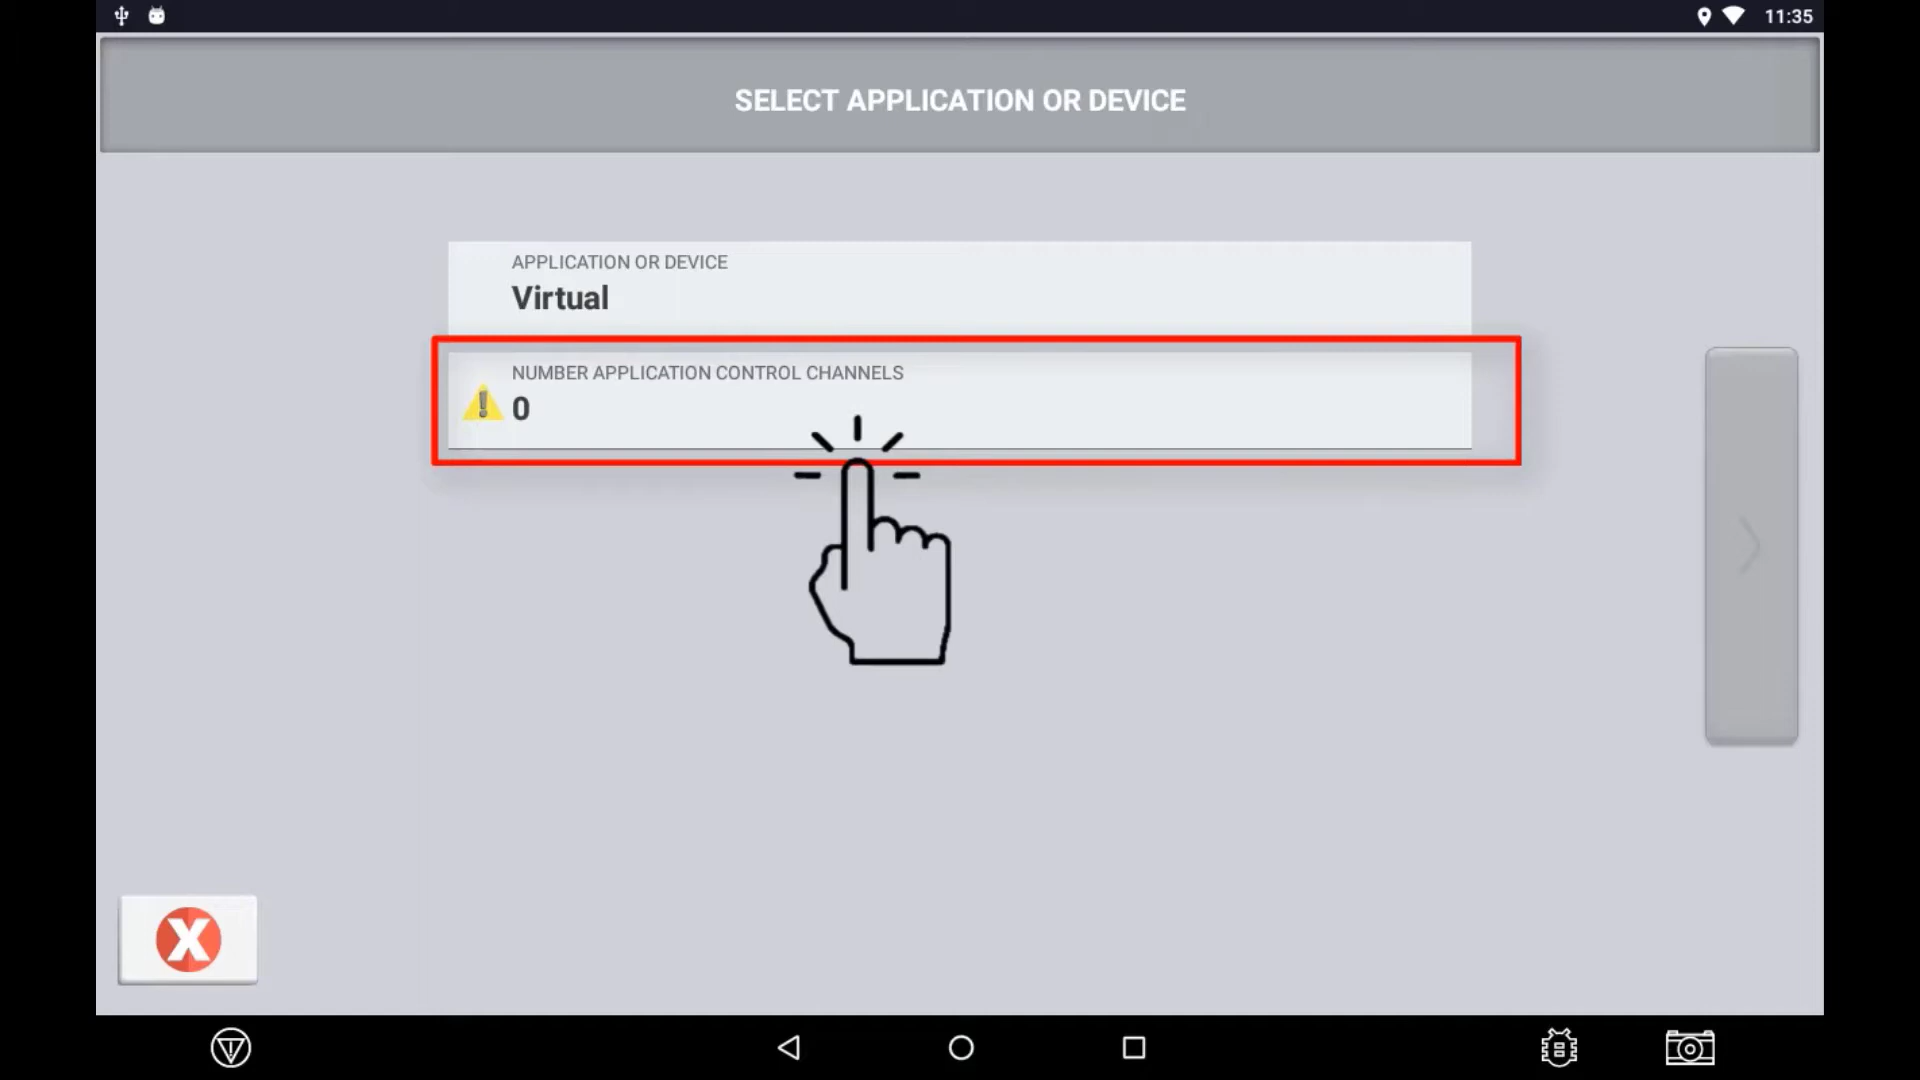 11:35
SELECT APPLICATION OR DEVICE
APPLICATION OR DEVICE
Virtual
NUMBER APPLICATION CONTROL CHANNELS
0
X